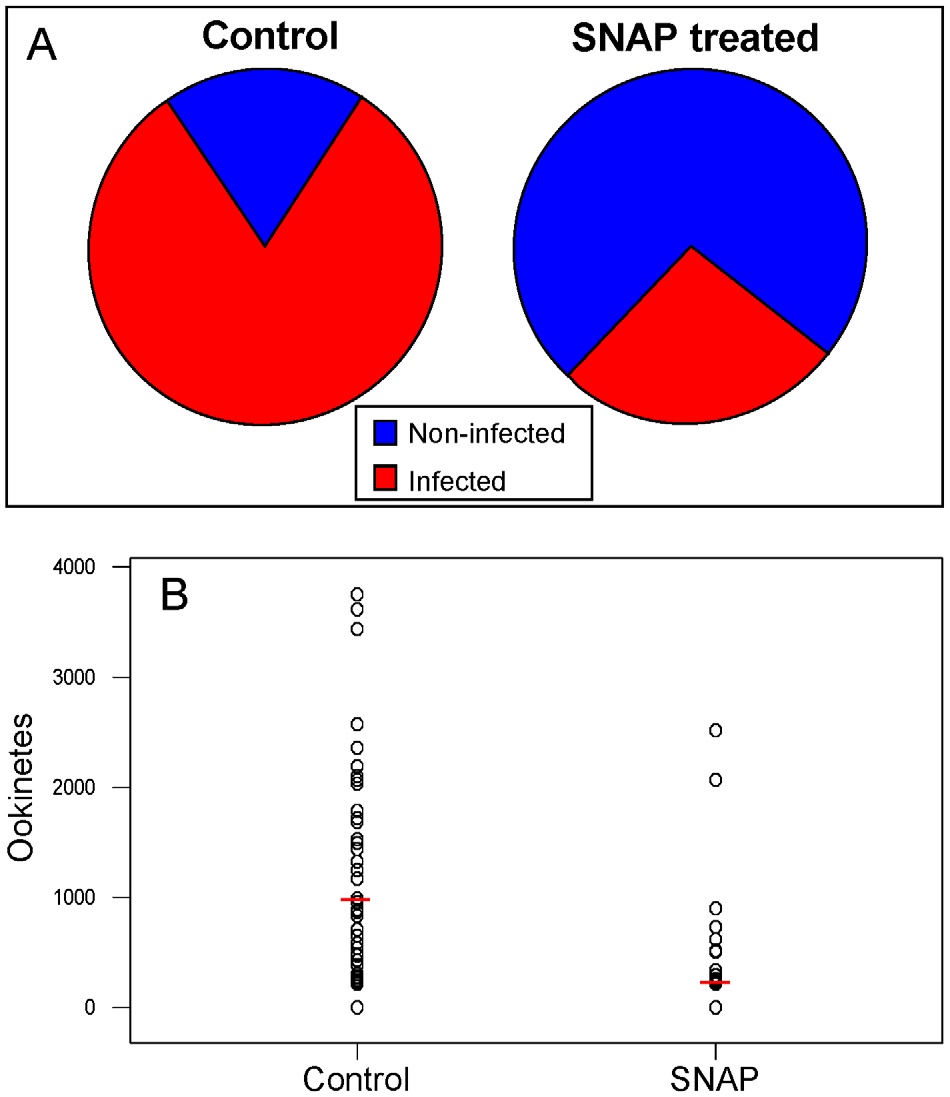 A
Control
SNAP treated
Non-infected
Infected
B
4000
3000
2000
1000
0
Ookinetes
Control
SNAP